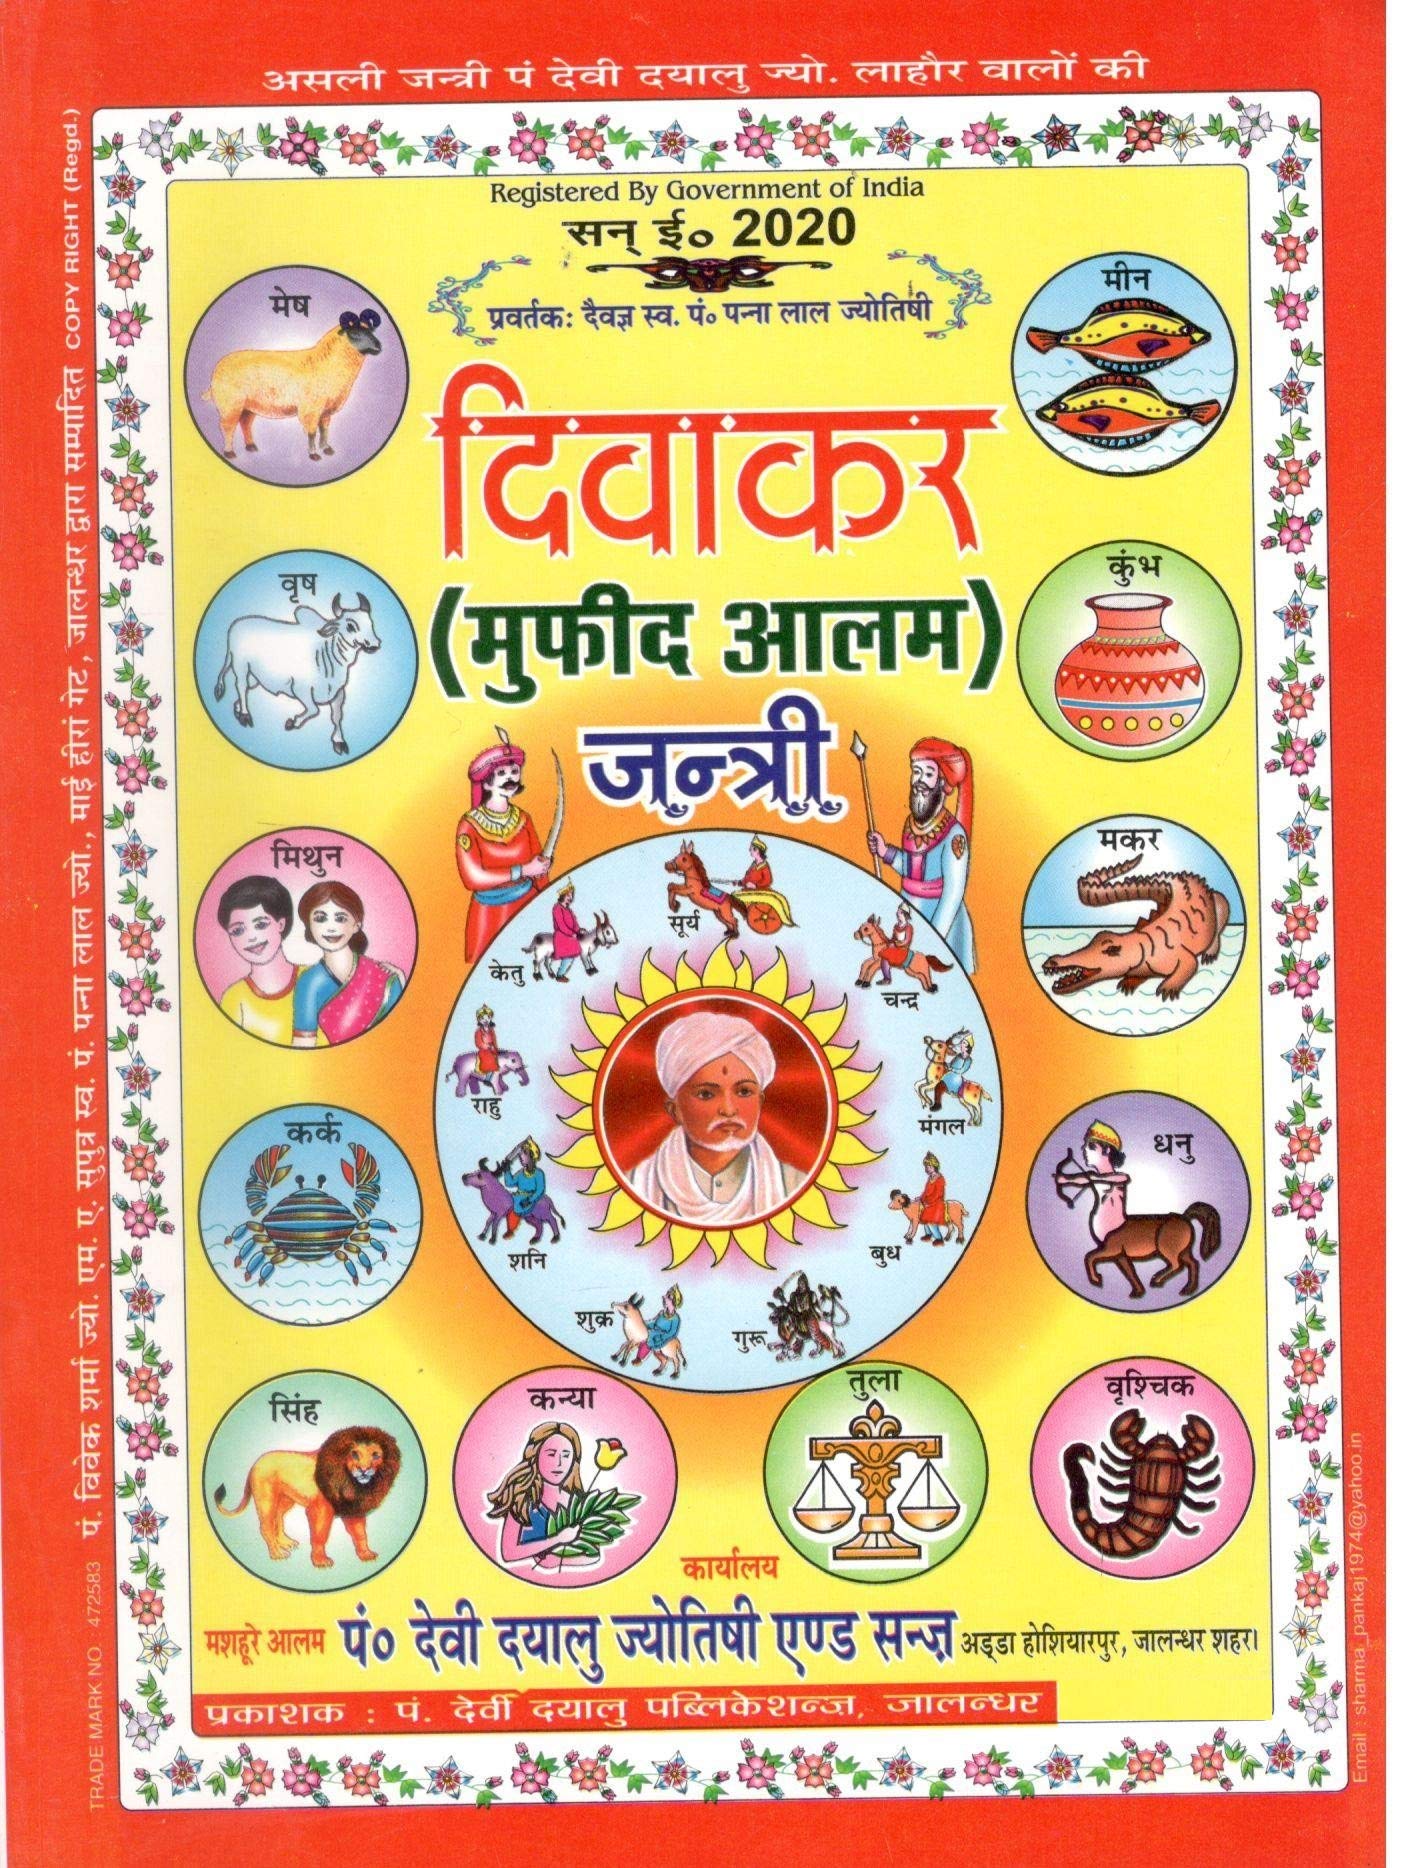 असली जन्त्री पं देवी दयालु ज्यो. लाहौर वालों की
Registered By Government of India
सन् ई० 2020
प्रवर्तकः दैवज्ञ स्व. पं० पन्ना लाल ज्योतिषी
मेष
मीन
दिवाकर
वृष
कुंभ
(मुफीद आलम)
जन्त्री
मिथुन
मकर
सूर्य
केतु
चन्द्र
राहु
मंगल
कर्क
धनु
शनि
बुध
शुक्र
गुरू
सिंह
कन्या
तुला
वृश्चिक
कार्यालय
मशहूरे आलम पं० देवी दयालु ज्योतिषी एण्ड सन्ज़ अड्डा होशियारपुर, जालन्धर शहर।
प्रकाशक : पं. देवी दयालु पब्लिकेशन्ज़, जालन्धर
TRADE MARK NO. 472583 पं. विवेक शर्मा ज्यो. एम. ए. सुपुत्र स्व. पं. पन्ना लाल ज्यो., माई हीरां गेट, जालन्धर द्वारा सम्पादित COPY RIGHT (Regd.)
Email : sharma_pankaj1974@yahoo.in